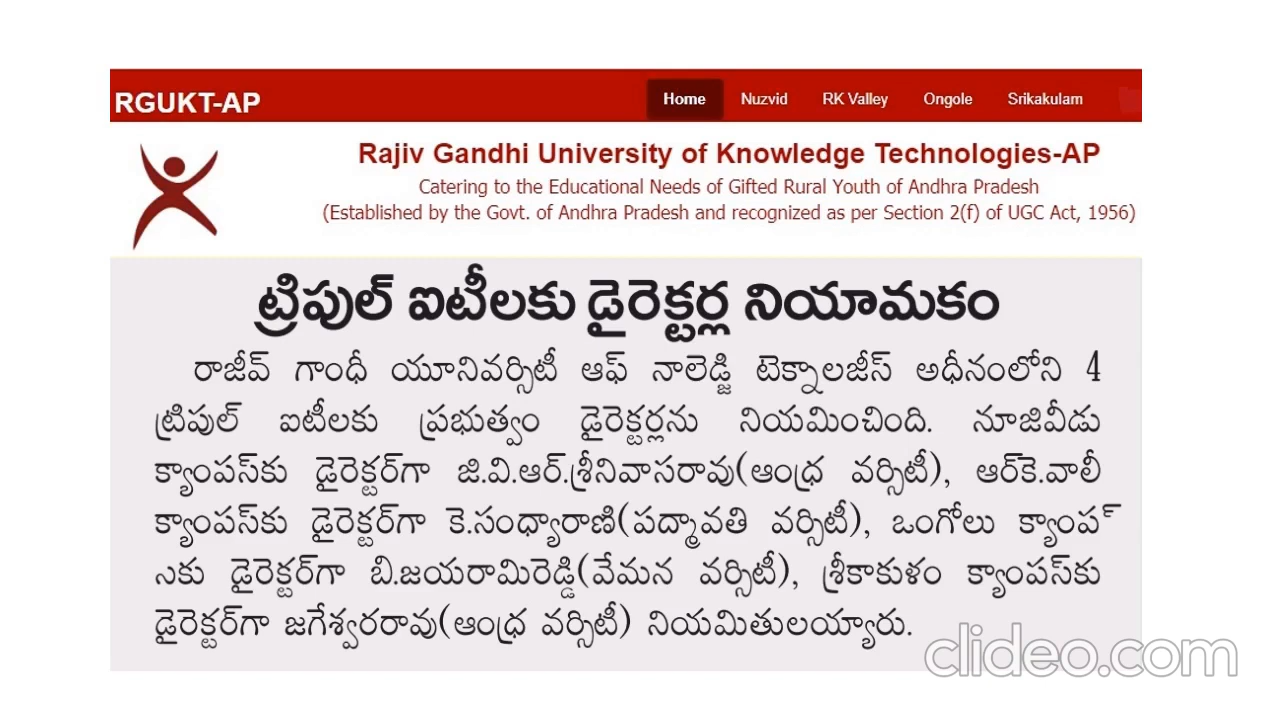 RGUKT-AP
Home Nuzvid RK Valley Ongole Srikakulam
Rajiv Gandhi University of Knowledge Technologies-AP
Catering to the Educational Needs of Gifted Rural Youth of Andhra Pradesh
(Established by the Govt. of Andhra Pradesh and recognized as per Section 2(f) of UGC Act, 1956)
ట్రిపుల్ ఐటీలకు డైరెక్టర్ల నియామకం
రాజీవ్ గాంధీ యూనివర్సిటీ ఆఫ్ నాలెడ్జి టెక్నాలజీస్ అధీనంలోని 4
ట్రిపుల్ ఐటీలకు ప్రభుత్వం డైరెక్టర్లను నియమించింది. నూజివీడు
క్యాంపస్‌కు డైరెక్టర్‌గా జి.వి.ఆర్.శ్రీనివాసరావు(ఆంధ్ర వర్సిటీ), ఆర్‌కె.వాలీ
క్యాంపస్‌కు డైరెక్టర్‌గా కె.సంధ్యారాణి(పద్మావతి వర్సిటీ), ఒంగోలు క్యాంప్
సకు డైరెక్టర్‌గా బి.జయరామిరెడ్డి(వేమన వర్సిటీ), శ్రీకాకుళం క్యాంపస్‌కు
డైరెక్టర్‌గా జగేశ్వరరావు(ఆంధ్ర వర్సిటీ) నియమితులయ్యారు.
clideo.com